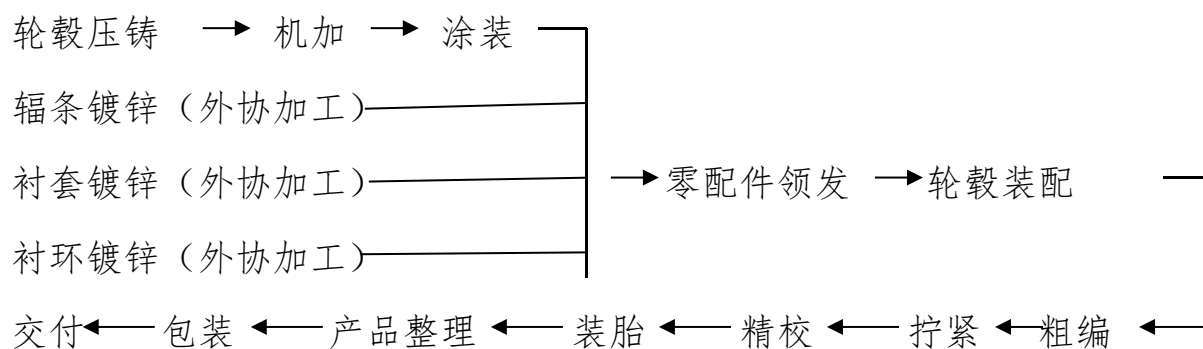 轮毂压铸 机加 涂装
辐条镀锌（外协加工）
衬套镀锌（外协加工） 零配件领发 轮毂装配
衬环镀锌（外协加工）
交付 包装 产品整理 装胎 精校 拧紧 粗编